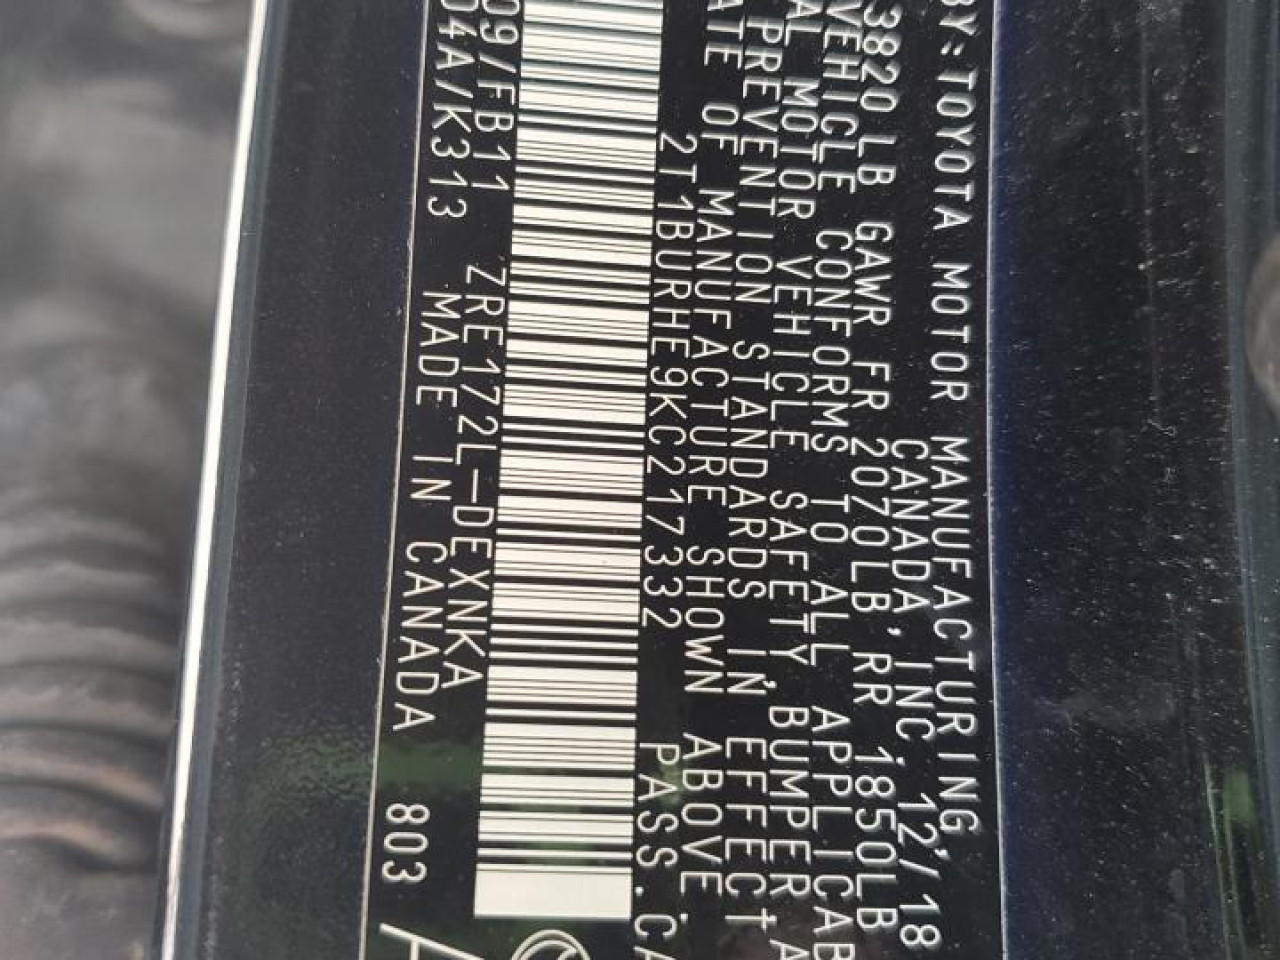 BY: TOYOTA MOTOR MANUFACTURING,
CANADA, INC. 12/18
3820 LB GAWR FR 2070LB RR 1850LB
VEHICLE CONFORMS TO ALL APPLICAB
AL MOTOR VEHICLE SAFETY, BUMPER, A
PREVENTION STANDARDS IN EFFECT
ATE OF MANUFACTURE SHOWN ABOVE.
2T1BURHE9KC217332 PASS.CA
09/FB11 ZRE172L-DEXNKA
04A/K313 MADE IN CANADA 803 A